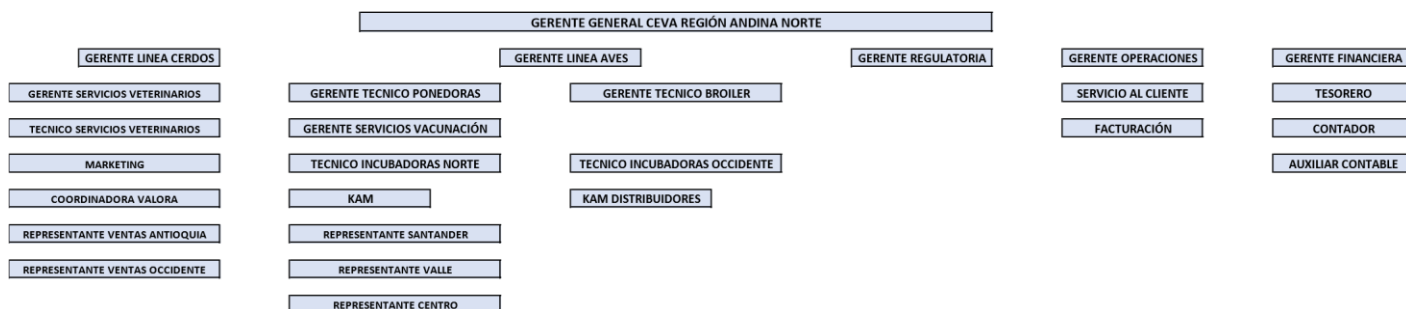 GERENTE GENERAL CEVA REGIÓN ANDINA NORTE
GERENTE LINEA CERDOS GERENTE LINEA AVES GERENTE REGULATORIA GERENTE OPERACIONES GERENTE FINANCIERA
GERENTE SERVICIOS VETERINARIOS GERENTE TECNICO PONEDORAS GERENTE TECNICO BROILER SERVICIO AL CLIENTE TESORERO
TECNICO SERVICIOS VETERINARIOS GERENTE SERVICIOS VACUNACIÓN FACTURACIÓN CONTADOR
MARKETING TECNICO INCUBADORAS NORTE TECNICO INCUBADORAS OCCIDENTE AUXILIAR CONTABLE
COORDINADORA VALORA KAM KAM DISTRIBUIDORES
REPRESENTANTE VENTAS ANTIOQUIA REPRESENTANTE SANTANDER
REPRESENTANTE VENTAS OCCIDENTE REPRESENTANTE VALLE
REPRESENTANTE CENTRO